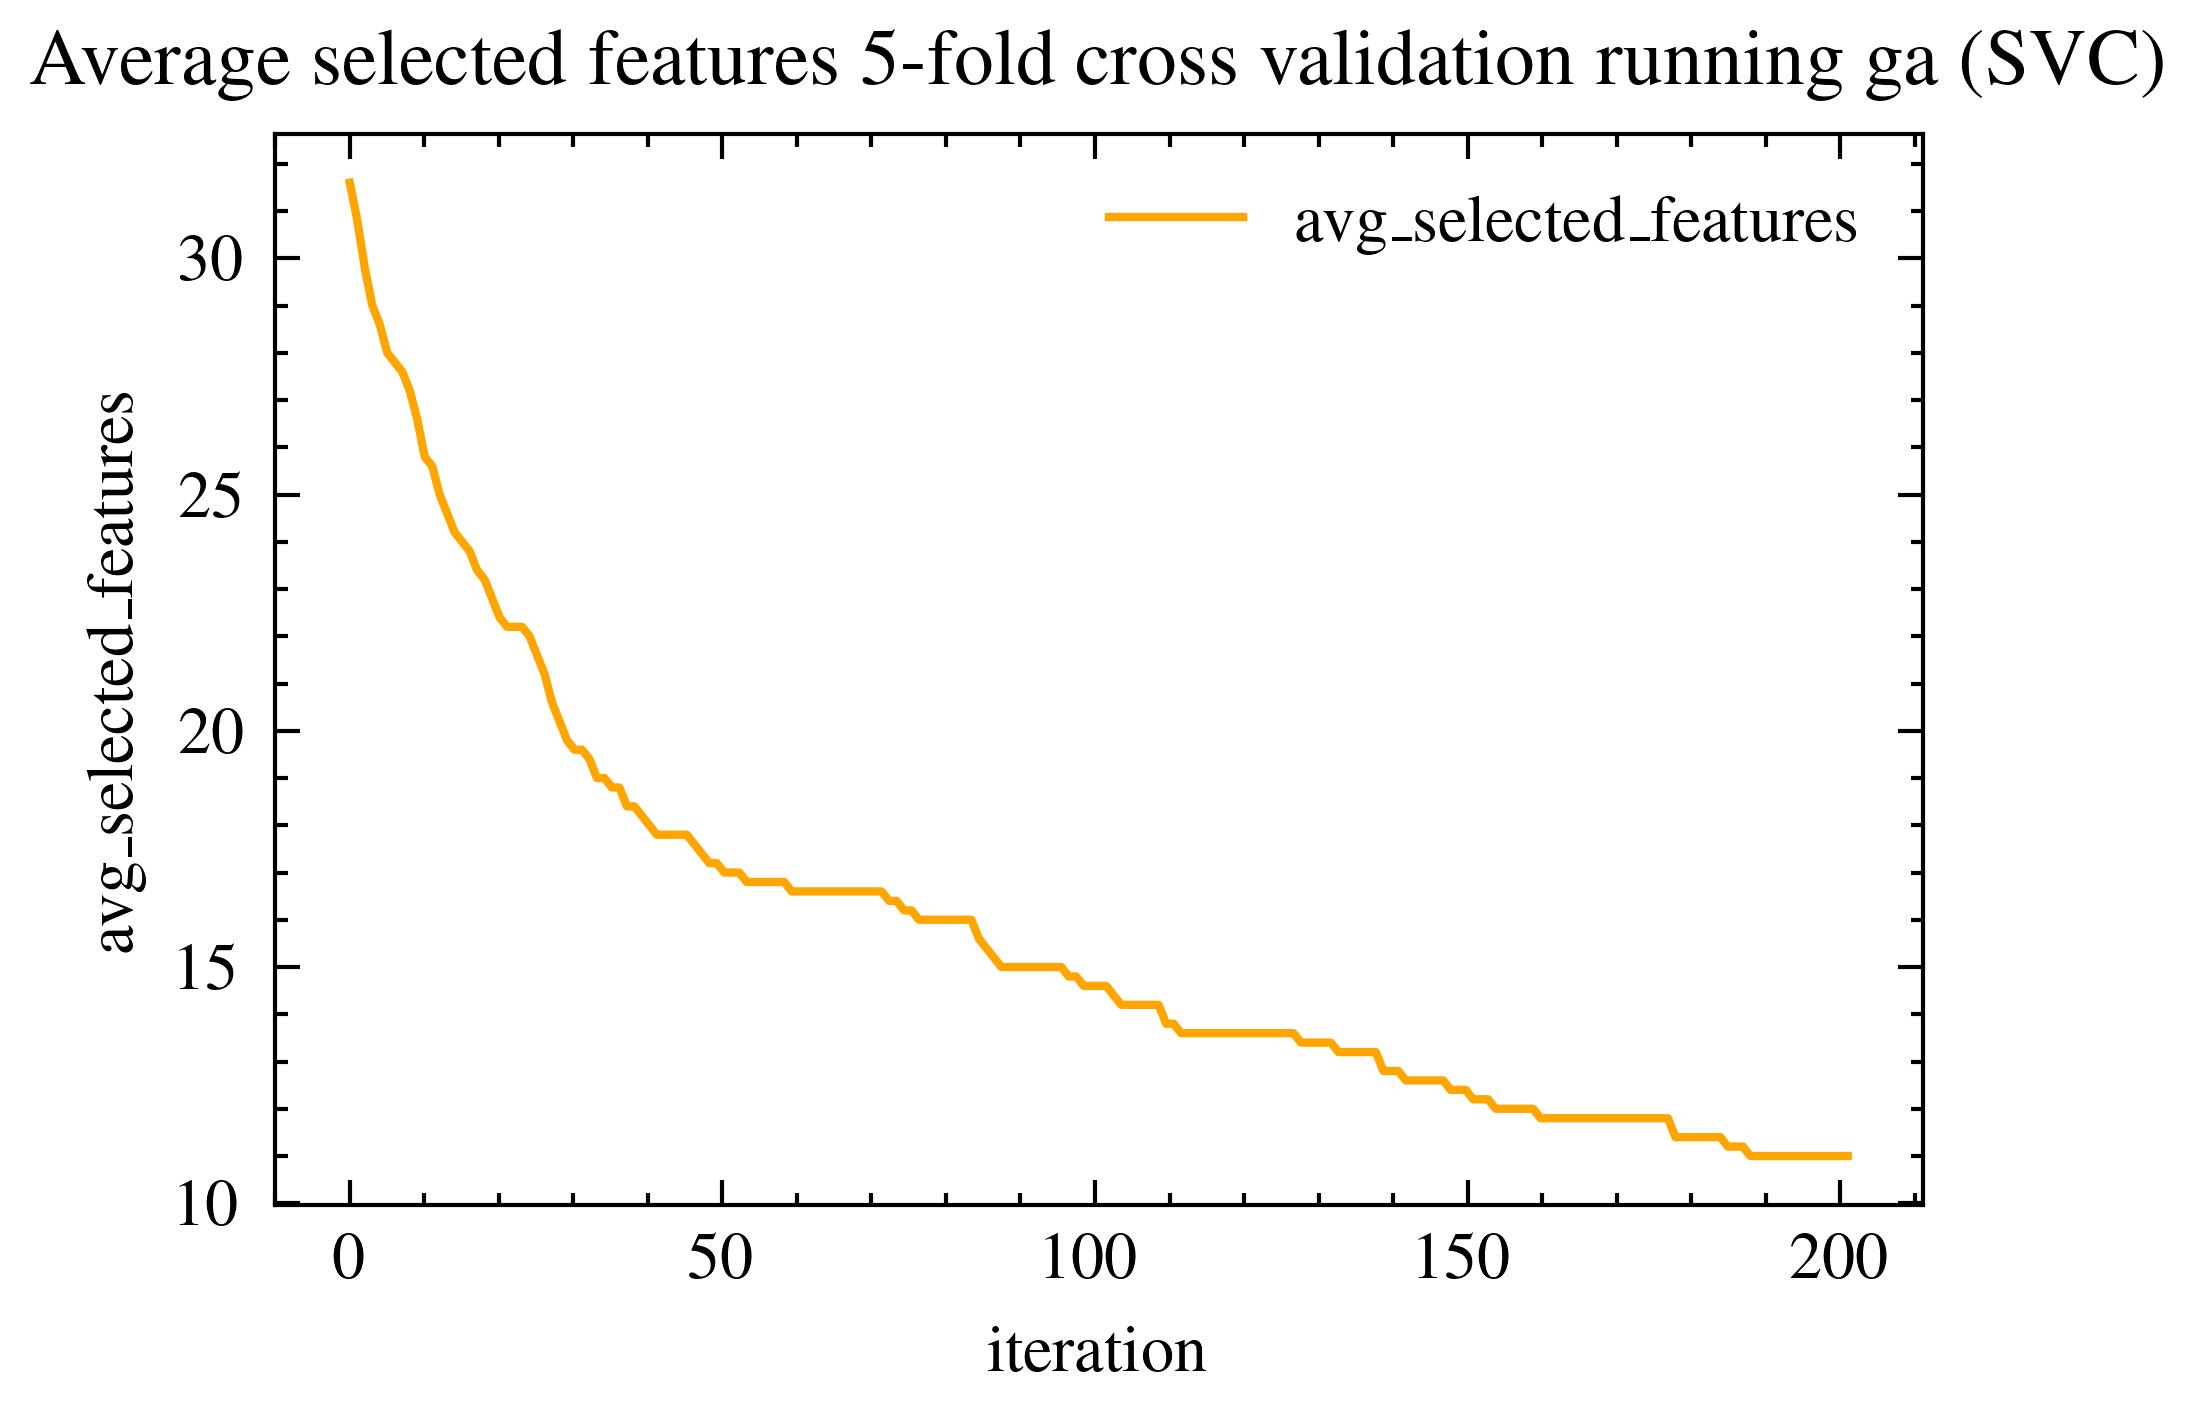 Average selected features 5-fold cross validation running ga (SVC)
avg_selected_features
avg_selected_features
30
25
20
15
10
0 50 100 150 200
iteration